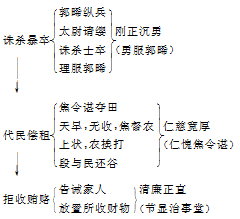 诛杀暴卒
郭晞纵兵
太尉请缨
诛杀士卒
理服郭晞
刚正沉勇
(勇服郭晞)
代民偿租
焦令谌夺田
天旱,无收,焦督农
上状,农挨打
段与民还谷
仁慈宽厚
(仁愧焦令谌)
拒收贿赂
告诫家人
放置所收财物
清廉正直
(节显治事堂)